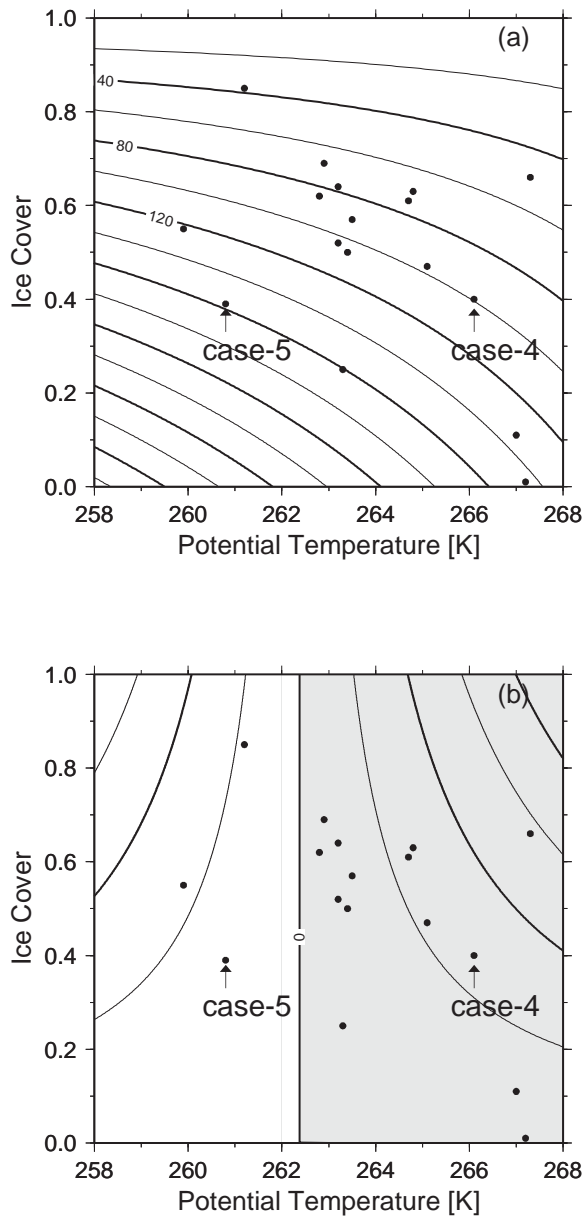 (a)
1.0
0.8
0.6
0.4
0.2
0.0
Ice Cover
40
80
120
case-5
case-4
258 260 262 264 266 268
Potential Temperature [K]
(b)
1.0
0.8
0.6
0.4
0.2
0.0
Ice Cover
0
case-5
case-4
258 260 262 264 266 268
Potential Temperature [K]